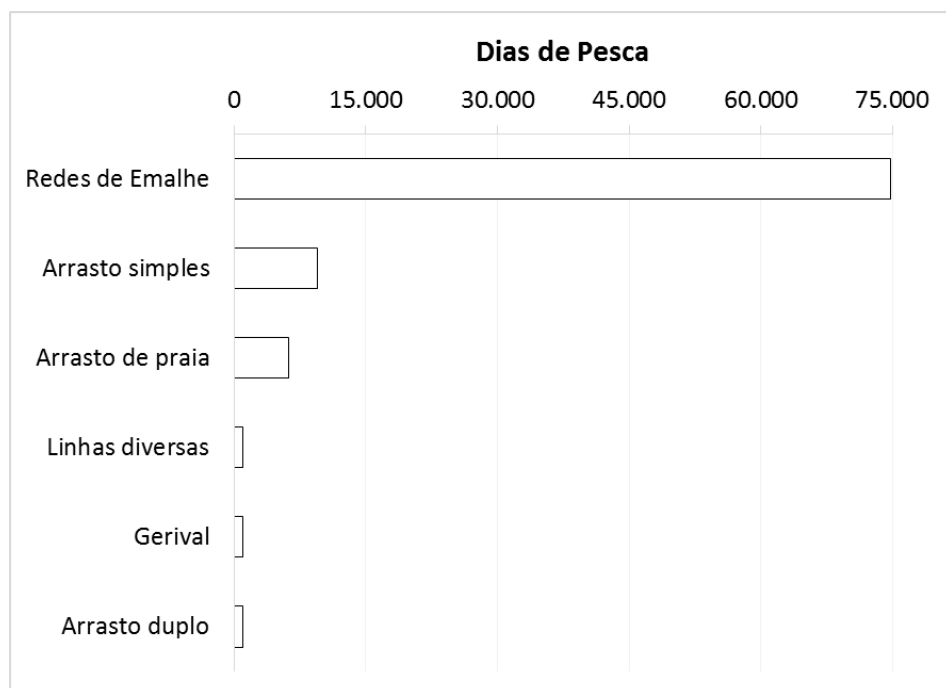 Dias de Pesca
0 15.000 30.000 45.000 60.000 75.000
Redes de Emalhe
Arrasto simples
Arrasto de praia
Linhas diversas
Gerival
Arrasto duplo